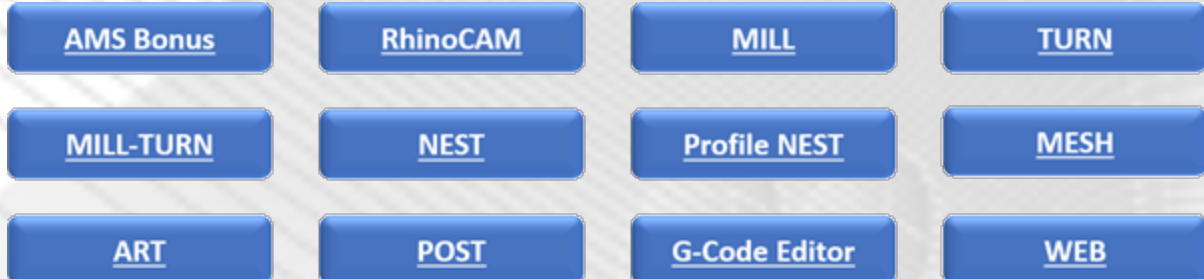 AMS Bonus
RhinoCAM
MILL
TURN
MILL-TURN
NEST
Profile NEST
MESH
ART
POST
G-Code Editor
WEB